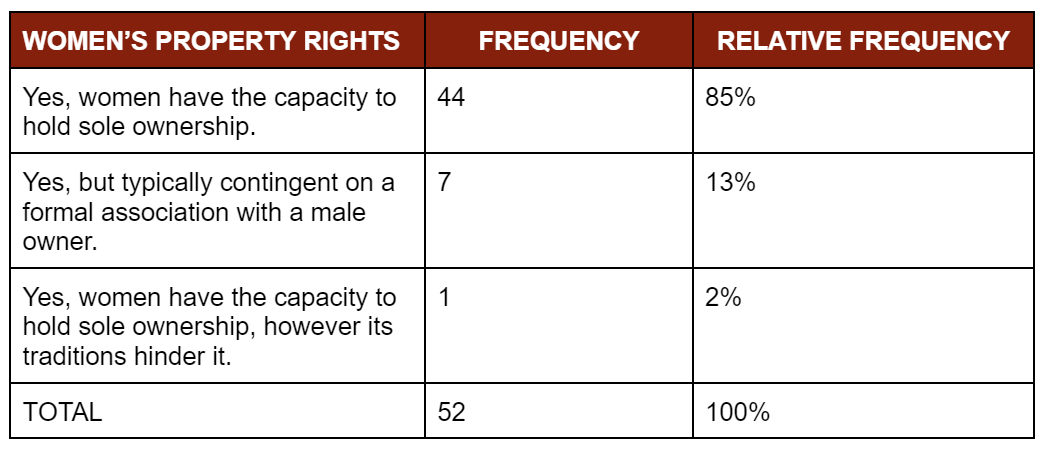 WOMEN’S PROPERTY RIGHTS FREQUENCY RELATIVE FREQUENCY
Yes, women have the capacity to 44 85%
hold sole ownership.
Yes, but typically contingent on a 7 13%
formal association with a male
owner.
Yes, women have the capacity to 1 2%
hold sole ownership, however its
traditions hinder it.
TOTAL 52 100%